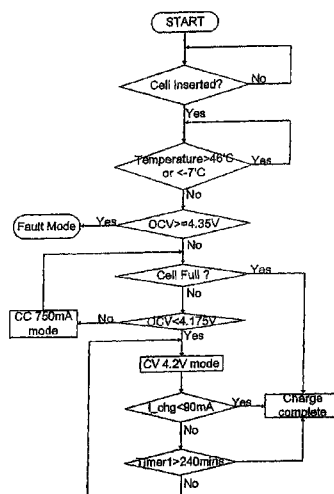 START
Cell Inserted?
No
Yes
Temperature>46°C
or <-7°C
Yes
No
OCV>=4.35V
Yes
Fault Mode
No
Cell Full ?
No
CC 750mA
mode
No
OCV<4.175V
Yes
CV 4.2V mode
I_chg<90mA
Yes
Charge
complete
No
Timer1>240mins
No